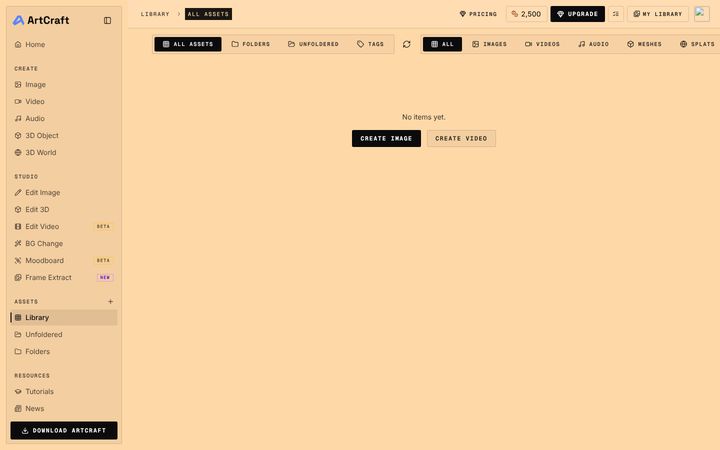 ArtCraft
Home
CREATE
Image
Video
Audio
3D Object
3D World
STUDIO
Edit Image
Edit 3D
Edit Video BETA
BG Change
Moodboard BETA
Frame Extract NEW
ASSETS
Library
Unfoldered
Folders
RESOURCES
Tutorials
News
DOWNLOAD ARTCRAFT
LIBRARY ALL ASSETS PRICING 2,500 UPGRADE MY LIBRARY
ALL ASSETS FOLDERS UNFOLDERED TAGS ALL IMAGES VIDEOS AUDIO MESHES SPLATS
No items yet.
CREATE IMAGE CREATE VIDEO